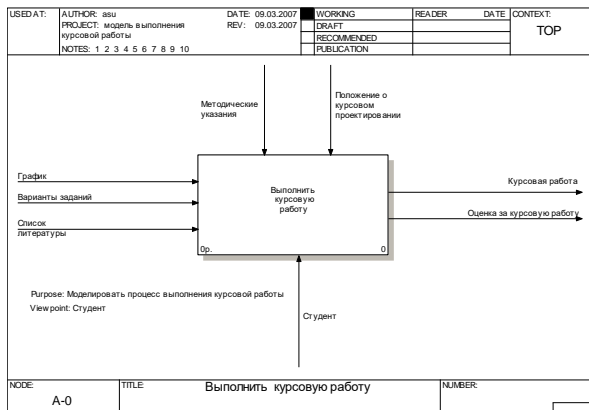 USED AT:
AUTHOR: asu
DATE: 09.03.2007
WORKING
READER
DATE
CONTEXT:
PROJECT: модель выполнения
REV: 09.03.2007
DRAFT
TOP
курсовой работы
RECOMMENDED
NOTES: 1 2 3 4 5 6 7 8 9 10
PUBLICATION
Методические
указания
Положение о
курсовом
проектировании
График
Варианты заданий
Список
литературы
Выполнить
курсовую
работу
0р.
0
Курсовая работа
Оценка за курсовую работу
Purpose: Моделировать процесс выполнения курсовой работы
Viewpoint: Студент
Студент
NODE:
TITLE:
Выполнить курсовую работу
NUMBER:
A-0